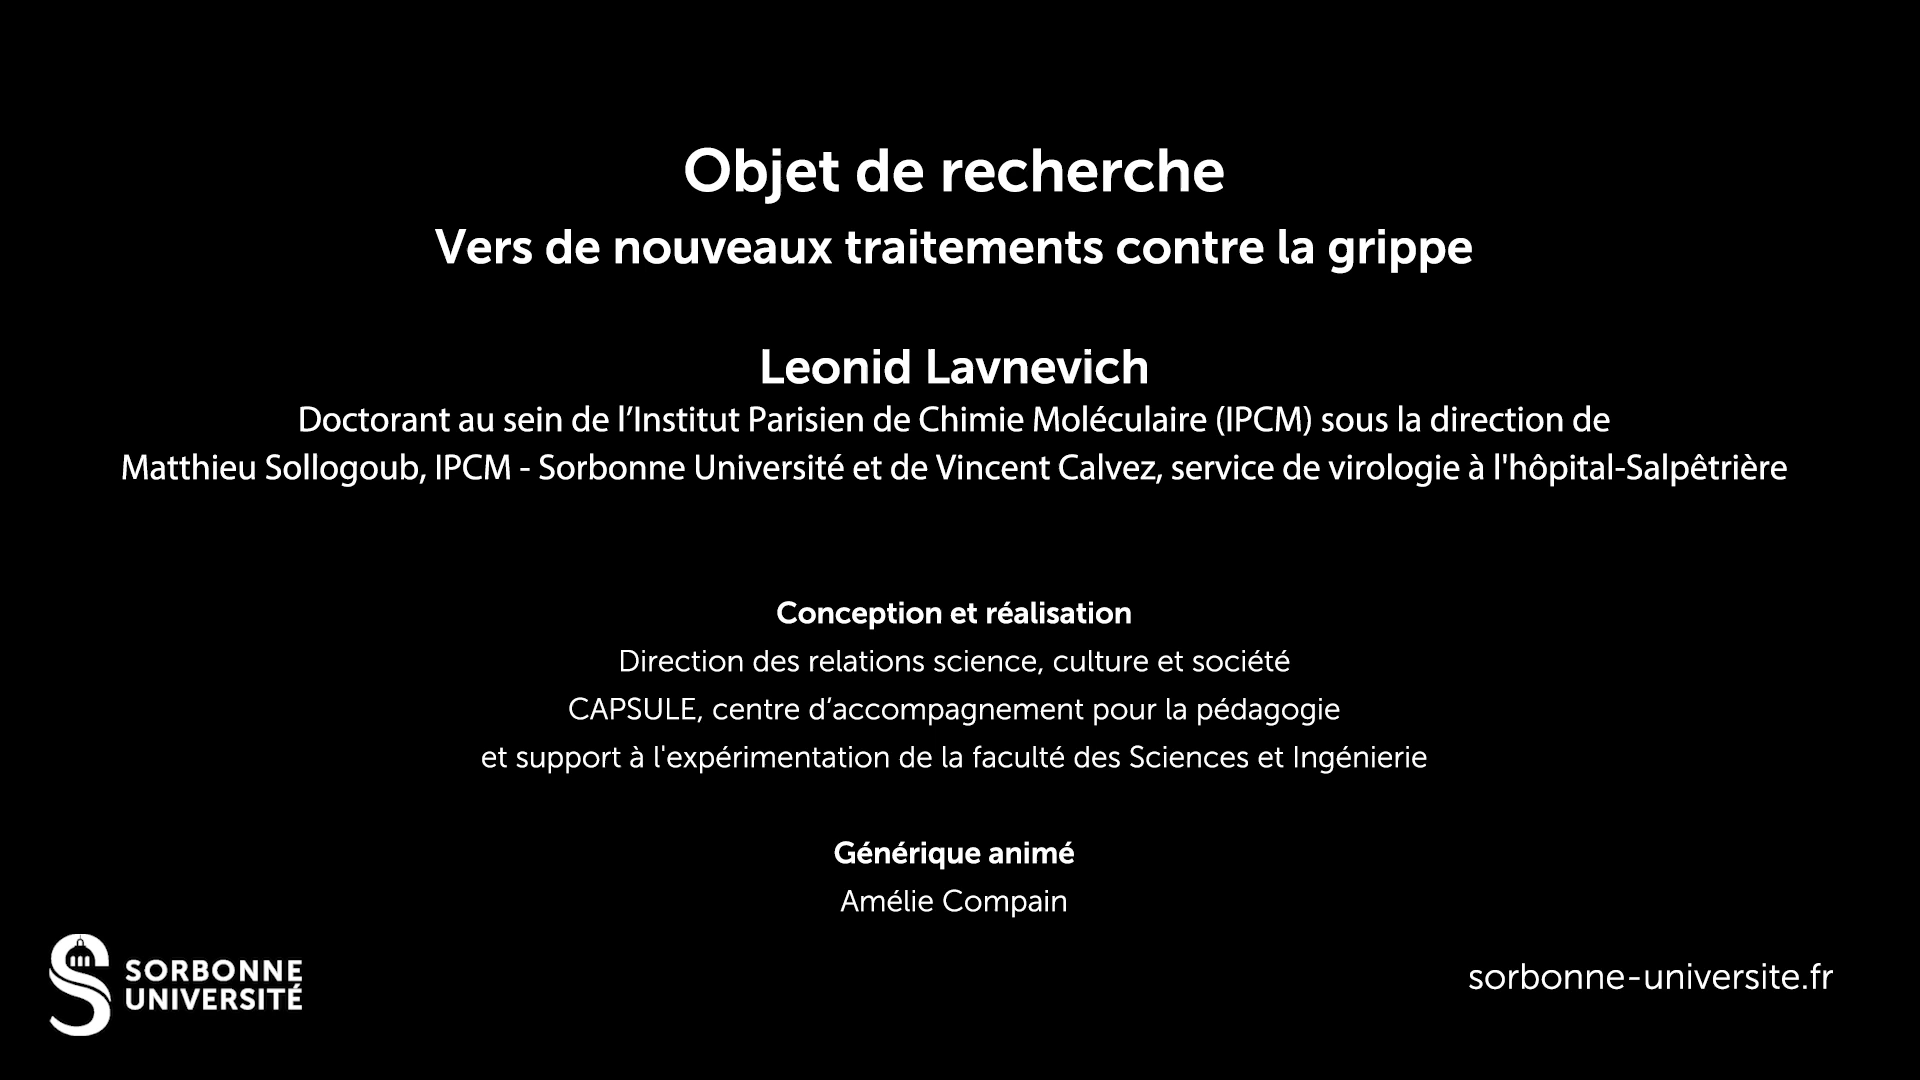 Objet de recherche
Vers de nouveaux traitements contre la grippe
Leonid Lavnevich
Doctorant au sein de l’Institut Parisien de Chimie Moléculaire (IPCM) sous la direction de
Matthieu Sollogoub, IPCM - Sorbonne Université et de Vincent Calvez, service de virologie à l'hôpital-Salpêtrière
Conception et réalisation
Direction des relations science, culture et société
CAPSULE, centre d’accompagnement pour la pédagogie
et support à l'expérimentation de la faculté des Sciences et Ingénierie
Générique animé
Amélie Compain
SORBONNE
UNIVERSITÉ
sorbonne-universite.fr